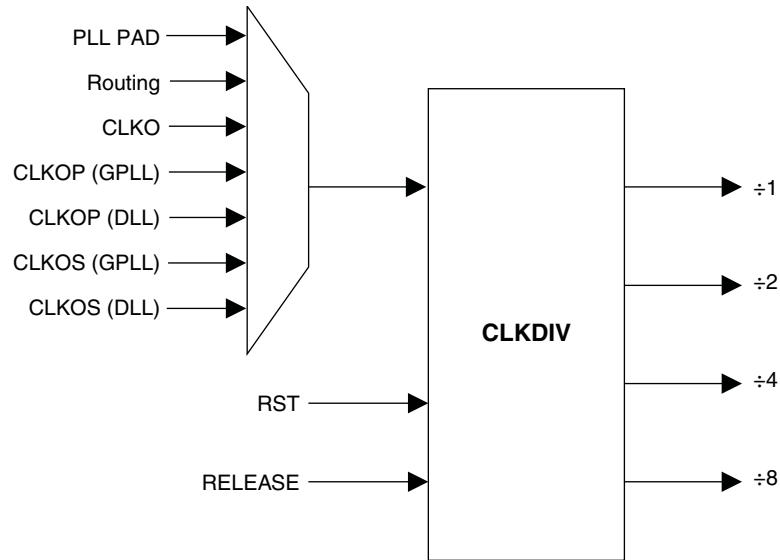 PLL PAD
Routing
CLKO
CLKOP (GPLL)
CLKOP (DLL)
CLKOS (GPLL)
CLKOS (DLL)
RST
RELEASE
CLKDIV
÷1
÷2
÷4
÷8